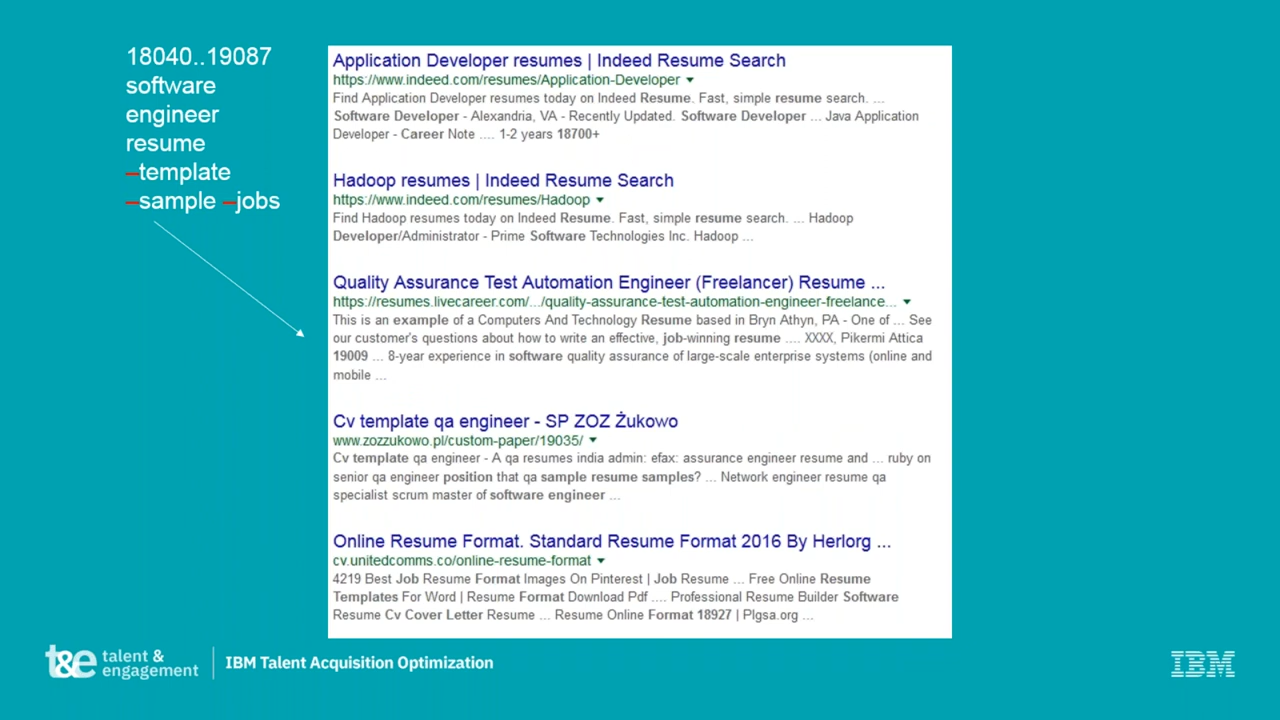 18040..19087
software
engineer
resume
–template
–sample –jobs
Application Developer resumes | Indeed Resume Search
https://www.indeed.com/resumes/Application-Developer
Find Application Developer resumes today on Indeed Resume. Fast, simple resume search. ...
Software Developer - Alexandria, VA - Recently Updated. Software Developer ... Java Application
Developer - Career Note .... 1-2 years 18700+
Hadoop resumes | Indeed Resume Search
https://www.indeed.com/resumes/Hadoop
Find Hadoop resumes today on Indeed Resume. Fast, simple resume search. ... Hadoop
Developer/Administrator - Prime Software Technologies Inc. Hadoop ...
Quality Assurance Test Automation Engineer (Freelancer) Resume ...
https://resumes.livecareer.com/.../quality-assurance-test-automation-engineer-freelance...
This is an example of a Computers And Technology Resume based in Bryn Athyn, PA - One of ... See
our customer's questions about how to write an effective, job-winning resume .... XXXX, Pikermi Attica
19009 ... 8-year experience in software quality assurance of large-scale enterprise systems (online and
mobile ...
Cv template qa engineer - SP ZOZ Żukowo
www.zozzukowo.pl/custom-paper/19035/
Cv template qa engineer - A qa resumes india admin: efax: assurance engineer resume and ... ruby on
senior qa engineer position that qa sample resume samples? ... Network engineer resume qa
specialist scrum master of software engineer ...
Online Resume Format. Standard Resume Format 2016 By Herlorg ...
cv.unitedcomms.co/online-resume-format
4219 Best Job Resume Format Images On Pinterest | Job Resume ... Free Online Resume
Templates For Word | Resume Format Download Pdf .... Professional Resume Builder Software
Resume Cv Cover Letter Resume ... Resume Online Format 18927 | Plgsa.org ...
t&e talent &
engagement
IBM Talent Acquisition Optimization
IBM